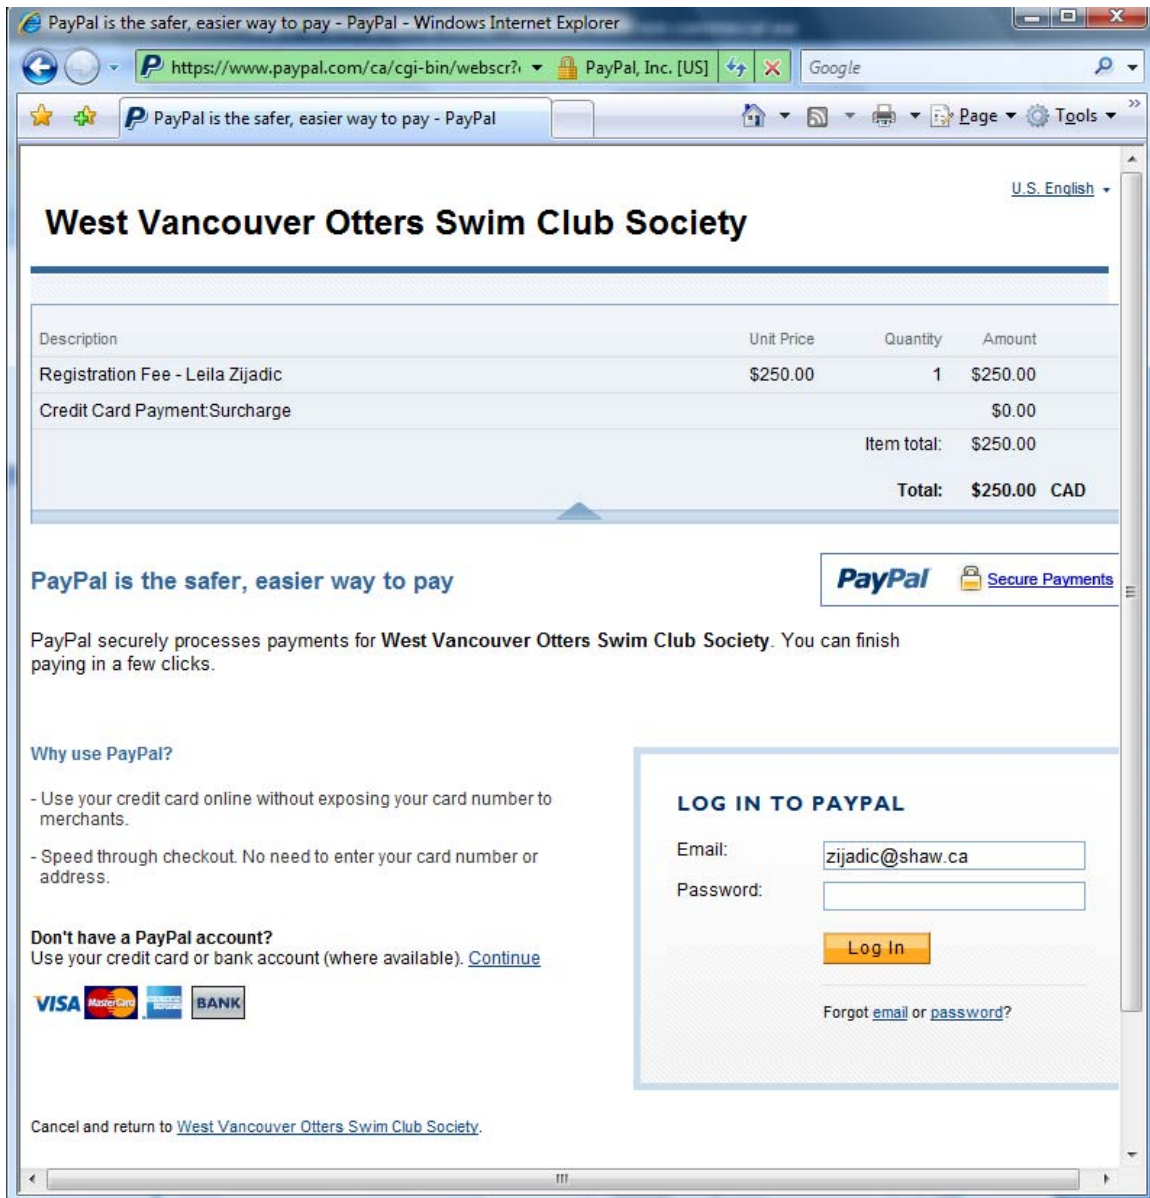 PayPal is the safer, easier way to pay - PayPal - Windows Internet Explorer
https://www.paypal.com/ca/cgi-bin/webscr? PayPal, Inc. [US] Google
PayPal is the safer, easier way to pay - PayPal Page Tools
U.S. English
West Vancouver Otters Swim Club Society
Description Unit Price Quantity Amount
Registration Fee - Leila Zijadic $250.00 1 $250.00
Credit Card Payment:Surcharge $0.00
Item total: $250.00
Total: $250.00 CAD
PayPal is the safer, easier way to pay
PayPal Secure Payments
PayPal securely processes payments for West Vancouver Otters Swim Club Society. You can finish
paying in a few clicks.
Why use PayPal?
- Use your credit card online without exposing your card number to
merchants.
- Speed through checkout. No need to enter your card number or
address.
Don't have a PayPal account?
Use your credit card or bank account (where available). Continue
VISA MasterCard BANK
LOG IN TO PAYPAL
Email: zijadic@shaw.ca
Password:
Log In
Forgot email or password?
Cancel and return to West Vancouver Otters Swim Club Society.